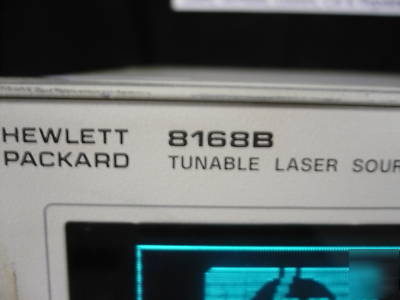 HEWLETT 8168B
PACKARD TUNABLE LASER SOUR